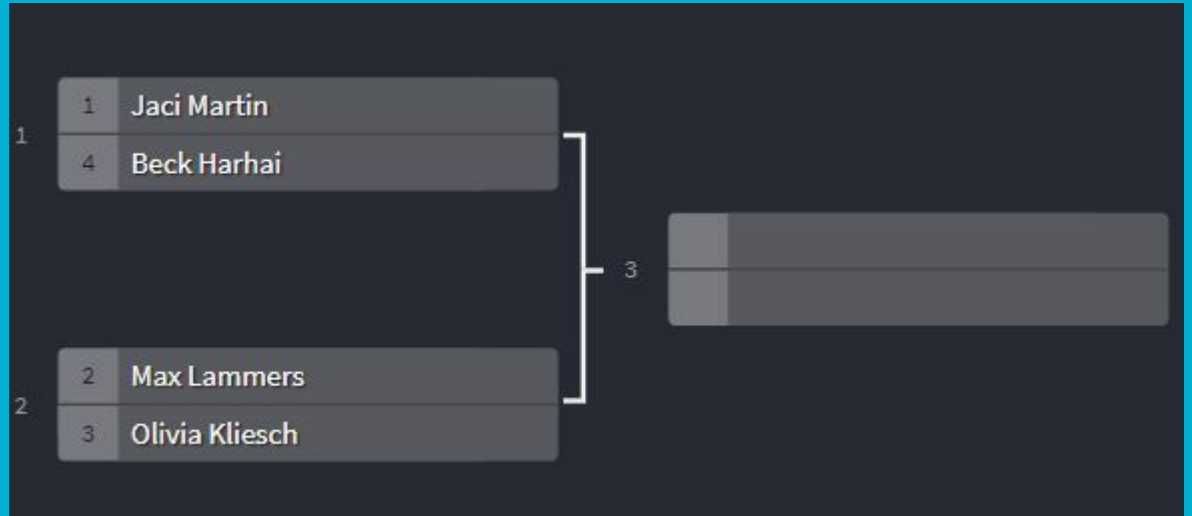 1
1 Jaci Martin
4 Beck Harhai
3
2
2 Max Lammers
3 Olivia Kliesch